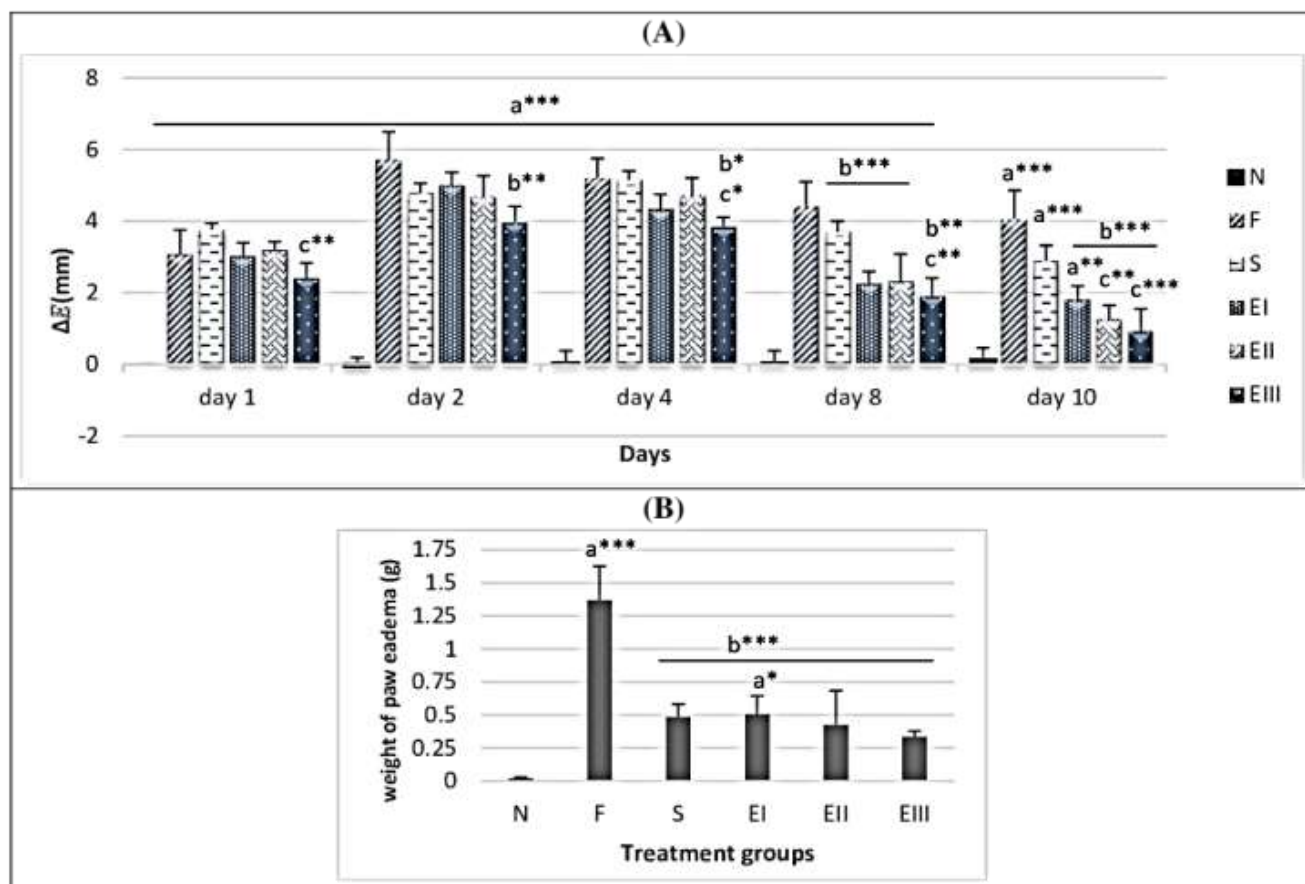 (A)
8
6
4
2
0
-2
ΔE(mm)
a***
c**
b**
b*
c*
b***
b**
c**
a***
a***
b***
a**
c**
c***
day 1
day 2
day 4
day 8
day 10
Days
N
F
S
EI
EII
EIII
(B)
weight of paw eadema (g)
1.75
1.5
1.25
1
0.75
0.5
0.25
0
a***
b***
a*
N
F
S
EI
EII
EIII
Treatment groups